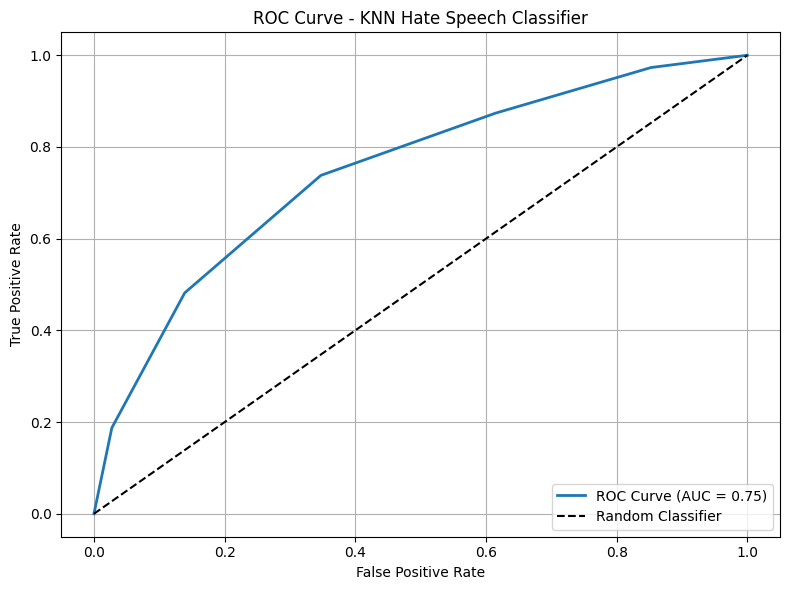 ROC Curve - KNN Hate Speech Classifier
True Positive Rate
1.0
0.8
0.6
0.4
0.2
0.0
0.0 0.2 0.4 0.6 0.8 1.0
False Positive Rate
ROC Curve (AUC = 0.75)
Random Classifier